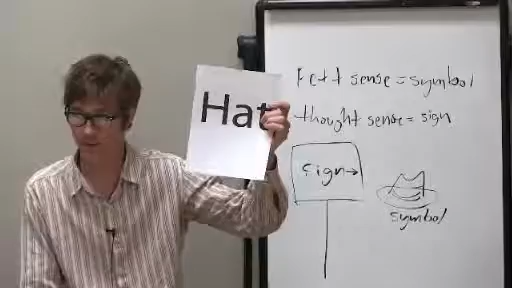 Hat
Felt sense = symbol
thought sense = sign
sign→
symbol